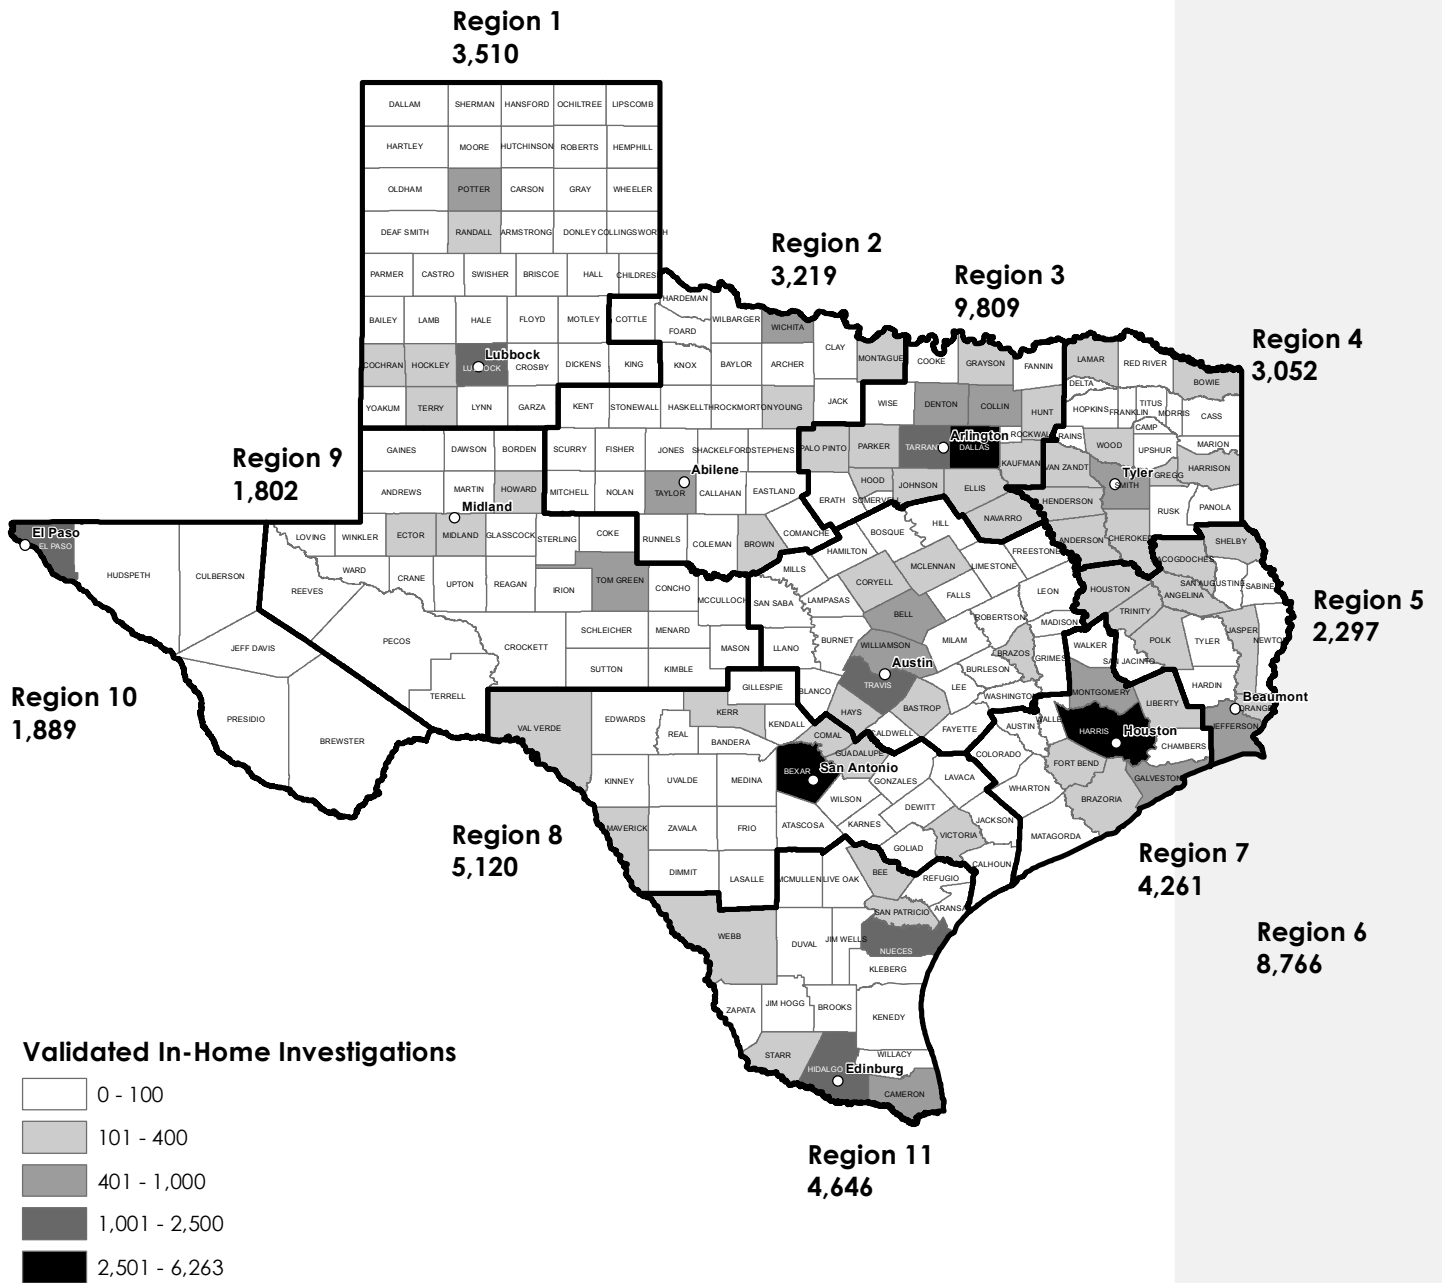 Region 1
3,510
DALLAM SHERMAN HANSFORD OCHILTREE LIPSCOMB
HARTLEY MOORE HUTCHINSON ROBERTS HEMPHILL
OLDHAM POTTER CARSON GRAY WHEELER
DEAF SMITH RANDALL ARMSTRONG DONLEY COLLINGSWORTH
PARMER CASTRO SWISHER BRISCOE HALL CHILDRES
BAILEY LAMB HALE FLOYD MOTLEY COTTLE
COCHRAN HOCKLEY Lubbock CROSBY DICKENS KING
YOAKUM TERRY LYNN GARZA
Region 2
3,219
HARDEMAN
FOARD WILBARGER WICHITA
CLAY MONTAGUE
KNOX BAYLOR ARCHER
KENT STONEWALL HASKELL THROCKMORTON YOUNG JACK
SCURRY FISHER JONES SHACKELFORD STEPHENS
Abilene
MITCHELL NOLAN TAYLOR CALLAHAN EASTLAND
RUNNELS COLEMAN BROWN COMANCHE
Region 3
9,809
COOKE GRAYSON FANNIN
WISE DENTON COLLIN HUNT
PALO PINTO PARKER TARRANT Arlington DALLAS ROCKWAL
KAUFMAN
HOOD JOHNSON ELLIS
ERATH SOMERVELL NAVARRO
Region 4
3,052
LAMAR RED RIVER BOWIE
DELTA
HOPKINS FRANKLIN TITUS MORRIS CASS
CAMP
RAINS WOOD UPSHUR MARION
VAN ZANDT Tyler SMITH GREGG HARRISON
HENDERSON RUSK PANOLA
ANDERSON CHEROKEE
Region 9
1,802
GAINES DAWSON BORDEN
ANDREWS MARTIN HOWARD
Midland
LOVING WINKLER ECTOR MIDLAND GLASSCOCK STERLING COKE
WARD CRANE UPTON REAGAN IRION TOM GREEN CONCHO
REEVES
MCCULLOCH
PECOS CROCKETT SCHLEICHER MENARD
MASON
SUTTON KIMBLE
TERRELL
Region 10
1,889
El Paso
EL PASO
HUDSPETH CULBERSON
JEFF DAVIS
PRESIDIO BREWSTER
Region 5
2,297
SHELBY
ACOGDOCHES
HOUSTON SAN AUGUSTINE SABINE
ANGELINA
TRINITY
POLK TYLER JASPER NEWTO
SAN JACINTO
HARDIN
Beaumont
ORANGE
JEFFERSON
BOSQUE HILL
HAMILTON FREESTONE
MILLS MCLENNAN LIMESTONE
CORYELL
SAN SABA LAMPASAS FALLS LEON
BELL ROBERTSON MADISON
BURNET MILAM
LLANO WILLIAMSON BRAZOS GRIMES
Austin BURLESON
BLANCO TRAVIS LEE WASHINGTON
HAYS BASTROP
CALDWELL FAYETTE
WALKER
MONTGOMERY LIBERTY
AUSTIN WALLE HARRIS Houston
COLORADO CHAMBERS
FORT BEND
WHARTON GALVESTON
BRAZORIA
MATAGORDA
GILLESPIE
VAL VERDE EDWARDS KERR KENDALL
REAL BANDERA COMAL
GUADALUPE
BEXAR San Antonio
KINNEY UVALDE MEDINA GONZALES LAVACA
WILSON DEWITT
MAVERICK ZAVALA FRIO ATASCOSA KARNES JACKSON
VICTORIA
GOLIAD
DIMMIT LASALLE CALHOUN
Region 8
5,120
Region 7
4,261
Region 6
8,766
MCMULLEN LIVE OAK BEE REFUGIO
SAN PATRICIO ARANSA
WEBB DUVAL JIM WELLS NUECES
KLEBERG
ZAPATA JIM HOGG BROOKS KENEDY
STARR WILLACY
HIDALGO Edinburg
CAMERON
Region 11
4,646
Validated In-Home Investigations
0 - 100
101 - 400
401 - 1,000
1,001 - 2,500
2,501 - 6,263